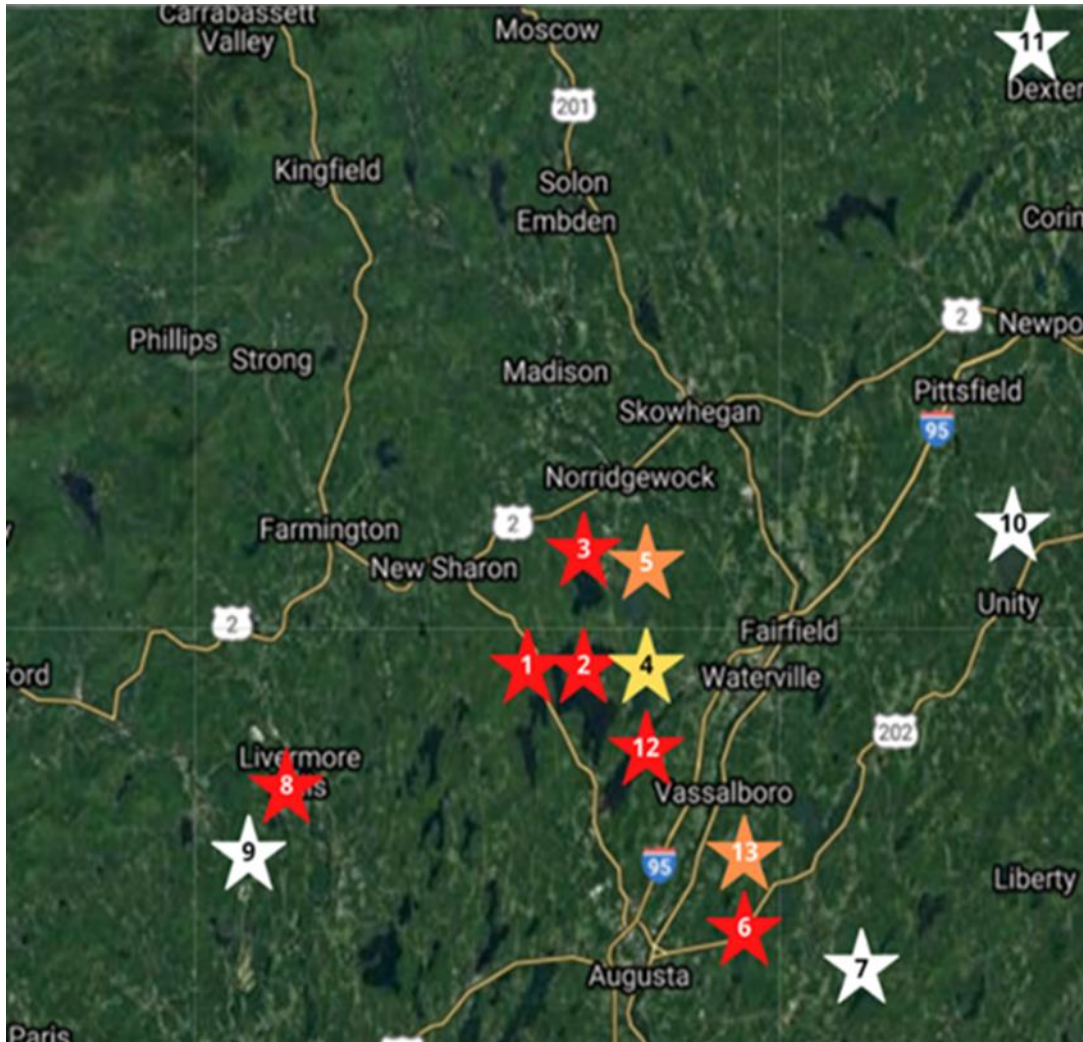 Carrabassett
Valley
Moscow
11
Dexter
201
Kingfield
Solon
Embden
Corin
2
Newpo
Phillips
Strong
Madison
Skowhegan
Pittsfield
95
Norridgewock
2
10
Farmington
3
5
New Sharon
Unity
2
Fairfield
ford
1
2
4
Waterville
202
12
Livermore
8
ls
Vassalboro
9
95
13
Liberty
6
7
Augusta
Paris